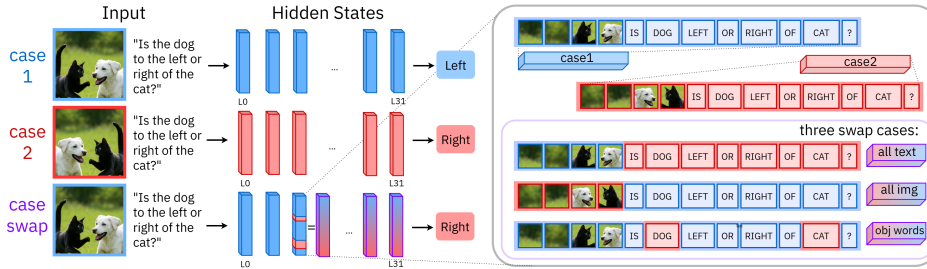 Input
Hidden States
case
1
"Is the dog
to the left or
right of the
cat?"
...
L0
L31
Left
case
2
"Is the dog
to the left or
right of the
cat?"
...
L0
L31
Right
case
swap
"Is the dog
to the left or
right of the
cat?"
=
...
L0
L31
Right
IS DOG LEFT OR RIGHT OF CAT ?
case1
case2
IS DOG LEFT OR RIGHT OF CAT ?
three swap cases:
IS DOG LEFT OR RIGHT OF CAT ?
all text
IS DOG LEFT OR RIGHT OF CAT ?
all img
IS DOG LEFT OR RIGHT OF CAT ?
obj words